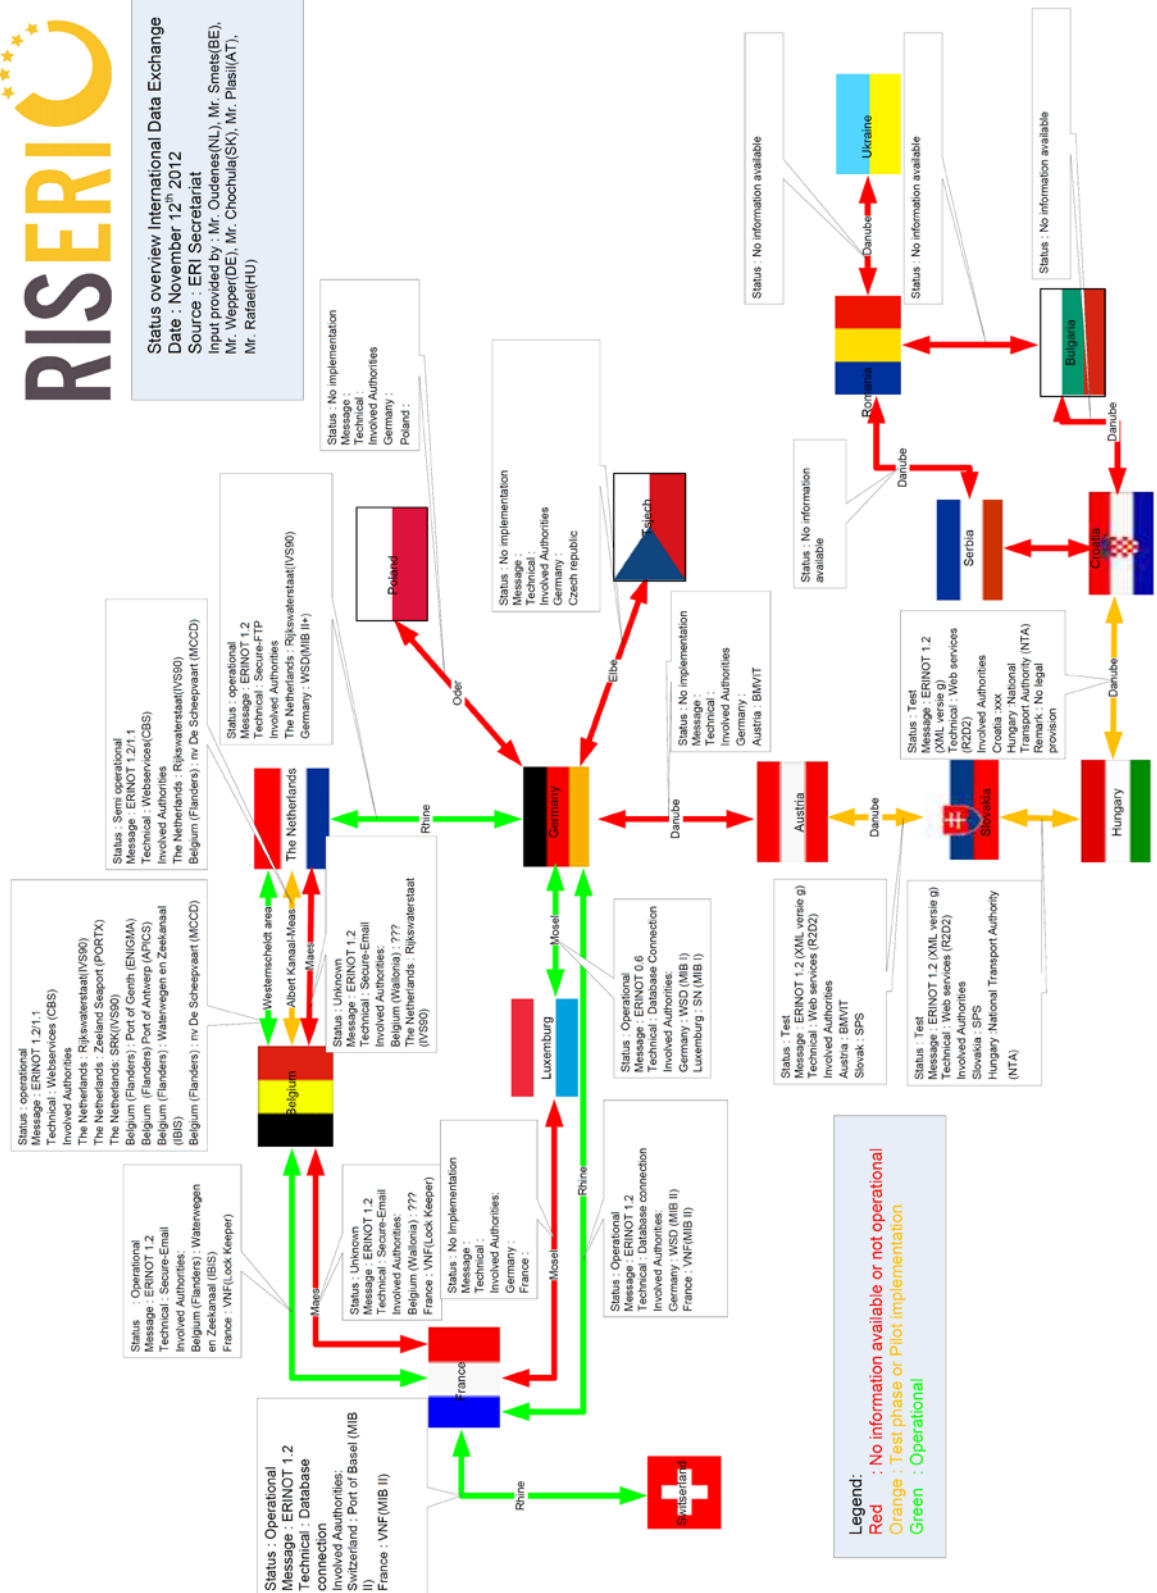 RISERI
Status overview International Data Exchange
Date : November 12th 2012
Source : ERI Secretariat
Input provided by : Mr. Oudenes(NL), Mr. Smets(BE),
Mr. Wepper(DE), Mr. Chochula(SK), Mr. Plasil(AT),
Mr. Rafael(HU)
Status : operational
Message : ERINOT 1.2/1.1
Technical : Webservices (CBS)
Involved Authorities
The Netherlands : Rijkswaterstaat(IVS90)
The Netherlands : Zeeland Seaport (PORTX)
The Netherlands: SRK(IVS90)
Belgium (Flanders) : Port of Genth (ENIGMA)
Belgium (Flanders) Port of Antwerp (APICS)
Belgium (Flanders) : Waterwegen en Zeekanaal
(IBIS)
Belgium (Flanders) : nv De Scheepvaart (MCCD)
Status : Semi operational
Message : ERINOT 1.2/1.1
Technical : Webservices(CBS)
Involved Authorities
The Netherlands : Rijkswaterstaat(IVS90)
Belgium (Flanders) : nv De Scheepvaart (MCCD)
Status : operational
Message : ERINOT 1.2
Technical : Secure-FTP
Involved Authorities
The Netherlands : Rijkswaterstaat(IVS90)
Germany : WSD(MIB II+)
Status : No implementation
Message :
Technical :
Involved Authorities
Germany :
Poland :
Status : Operational
Message : ERINOT 1.2
Technical : Secure-Email
Involved Authorities:
Belgium (Flanders) : Waterwegen
en Zeekanaal (IBIS)
France : VNF(Lock Keeper)
Belgium
Westernscheldt area
Albert Kanaal-Meas
Maes
The Netherlands
Status : Unknown
Message : ERINOT 1.2
Technical : Secure-Email
Involved Authorities:
Belgium (Wallonia) : ???
The Netherlands : Rijkswaterstaat
(IVS90)
Rhine
Poland
Oder
Status : No implementation
Message :
Technical :
Involved Authorities
Germany :
Czech republic
Tsjech
Elbe
Maes
Status : Unknown
Message : ERINOT 1.2
Technical : Secure-Email
Involved Authorities:
Belgium (Wallonia) : ???
France : VNF(Lock Keeper)
Status : No Implementation
Message :
Technical :
Involved Authorities:
Germany :
France :
Luxemburg
Mosel
Mosel
Germany
Rhine
France
Status : Operational
Message : ERINOT 1.2
Technical : Database
connection
Involved Aauthorities:
Switzerland : Port of Basel (MIB
II)
France : VNF(MIB II)
Rhine
Switserland
Status : Operational
Message : ERINOT 1.2
Technical : Database connection
Involved Authorities:
Germany : WSD (MIB II)
France : VNF(MIB II)
Status : Operational
Message : ERINOT 0.6
Technical : Database Connection
Involved Authorities:
Germany : WSD (MIB I)
Luxemburg : SN (MIB I)
Danube
Status : No implementation
Message :
Technical :
Involved Authorities
Germany :
Austria : BMVIT
Austria
Danube
Status : Test
Message : ERINOT 1.2 (XML versie g)
Technical : Web services (R2D2)
Involved Authorities
Austria : BMVIT
Slovak : SPS
Slovakia
Status : Test
Message : ERINOT 1.2 (XML versie g)
Technical : Web services (R2D2)
Involved Authorities
Slovakia : SPS
Hungary :National Transport Authority
(NTA)
Hungary
Status : Test
Message : ERINOT 1.2
(XML versie g)
Technical : Web services
(R2D2)
Involved Authorities
Croatia :xxx
Hungary :National
Transport Authority (NTA)
Remark : No legal
provision
Danube
Croatia
Serbia
Status : No information
available
Danube
Romania
Status : No information available
Danube
Ukraine
Status : No information available
Bulgaria
Status : No information available
Danube
Legend:
Red : No information available or not operational
Orange : Test phase or Pilot implementation
Green : Operational